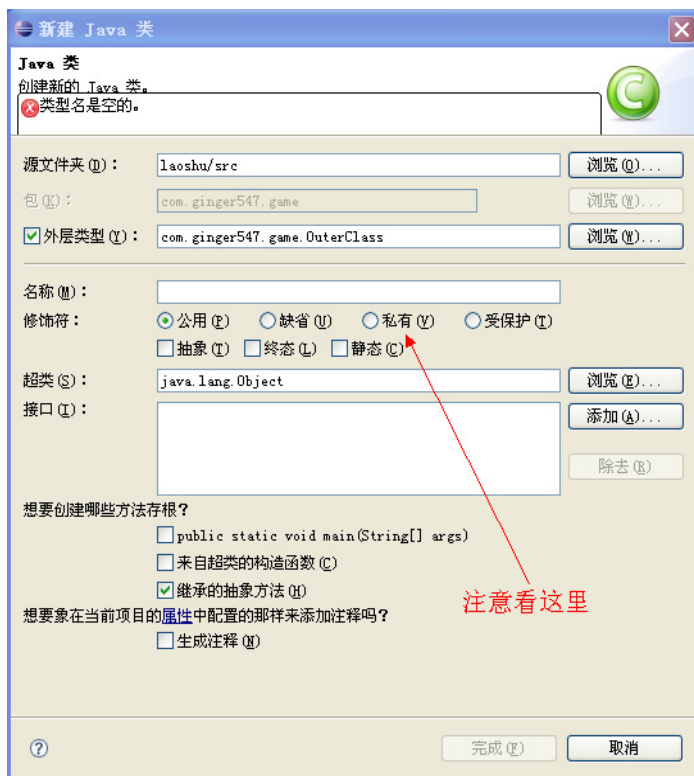 新建 Java 类
Java 类
创建新的 Java 类。
类型名是空的。
源文件夹(D)： laoshu/src 浏览(O)...
包(K)： com.ginger547.game 浏览(W)...
外层类型(Y)： com.ginger547.game.OuterClass 浏览(W)...
名称(M)：
修饰符： 公用(P) 缺省(U) 私有(V) 受保护(T)
抽象(T) 终态(L) 静态(C)
超类(S)： java.lang.Object 浏览(E)...
接口(I)： 添加(A)...
除去(R)
想要创建哪些方法存根？
public static void main(String[] args)
来自超类的构造函数(C)
继承的抽象方法(H)
注意看这里
想要象在当前项目的属性中配置的那样来添加注释吗？
生成注释(N)
完成(F) 取消